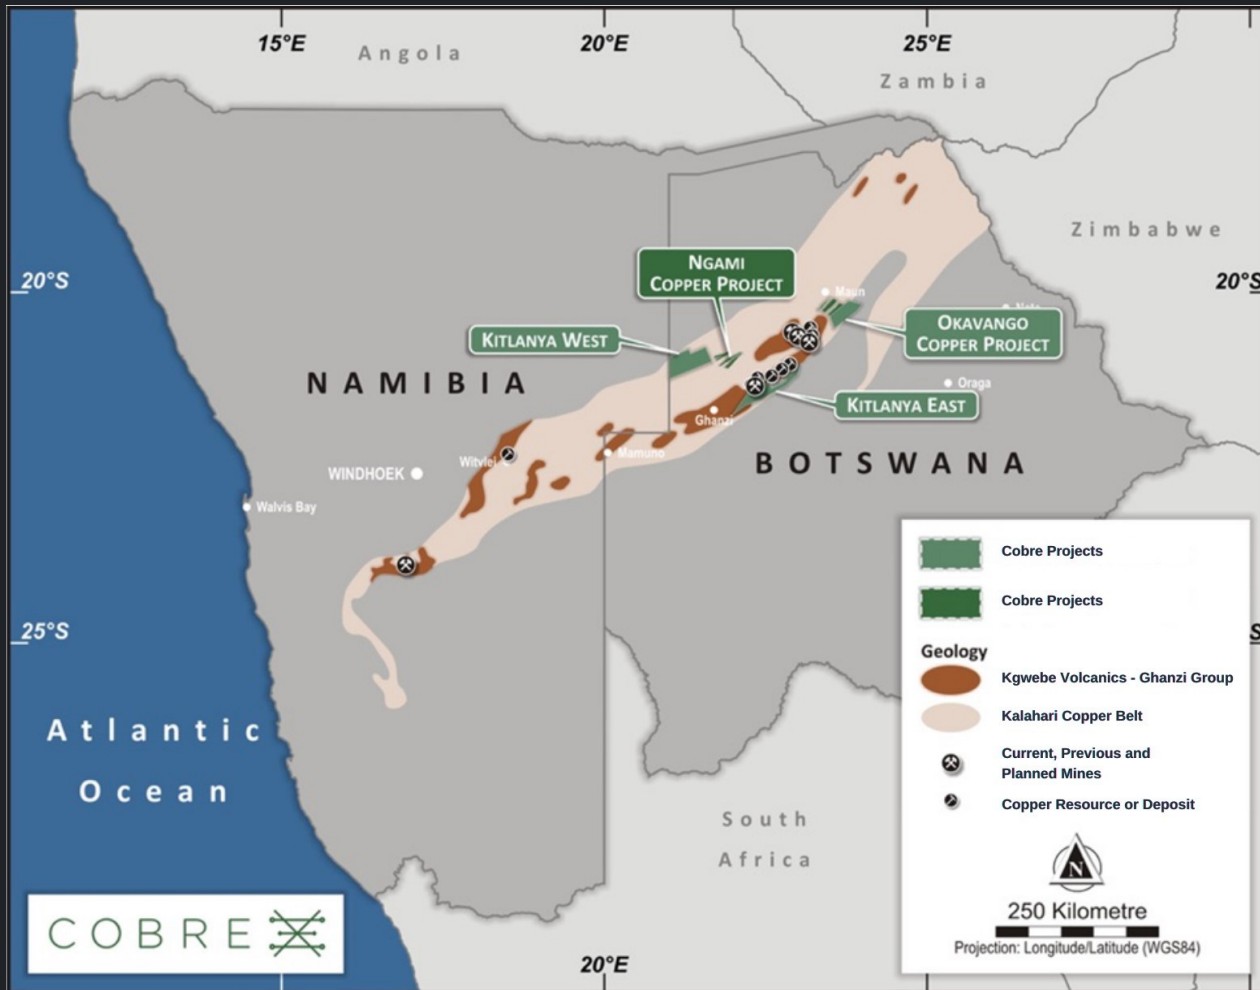 15°E
20°E
25°E
Angola
Zambia
Zimbabwe
20°S
20°S
NGAMI
COPPER PROJECT
Maun
KITLANYA WEST
OKAVANGO
COPPER PROJECT
NAMIBIA
Oraga
KITLANYA EAST
Ghanzi
Mamuno
Witvlei
WINDHOEK
BOTSWANA
Walvis Bay
25°S
S
Atlantic
Ocean
South
Africa
20°E
Cobre Projects
Cobre Projects
Geology
Kgwebe Volcanics - Ghanzi Group
Kalahari Copper Belt
Current, Previous and
Planned Mines
Copper Resource or Deposit
N
250 Kilometre
Projection: Longitude/Latitude (WGS84)
COBRE